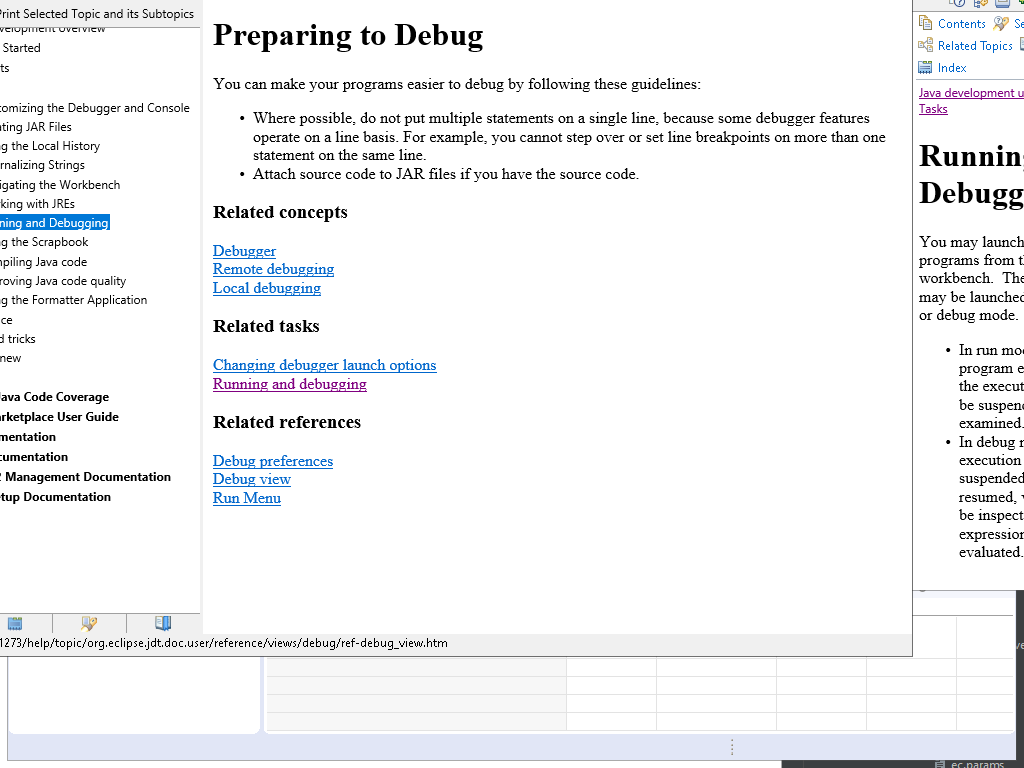 Print Selected Topic and its Subtopics
velopment overview
Started
ts
tomizing the Debugger and Console
ating JAR Files
ng the Local History
rnalizing Strings
igating the Workbench
king with JREs
ning and Debugging
ng the Scrapbook
mpiling Java code
roving Java code quality
ng the Formatter Application
ce
d tricks
new
Java Code Coverage
arketplace User Guide
mentation
cumentation
2 Management Documentation
etup Documentation
Preparing to Debug
You can make your programs easier to debug by following these guidelines:
• Where possible, do not put multiple statements on a single line, because some debugger features
operate on a line basis. For example, you cannot step over or set line breakpoints on more than one
statement on the same line.
• Attach source code to JAR files if you have the source code.
Related concepts
Debugger
Remote debugging
Local debugging
Related tasks
Changing debugger launch options
Running and debugging
Related references
Debug preferences
Debug view
Run Menu
1273/help/topic/org.eclipse.jdt.doc.user/reference/views/debug/ref-debug_view.htm
Contents Se
Related Topics
Index
Java development u
Tasks
Running
Debugg
You may launch
programs from th
workbench. The
may be launched
or debug mode.
• In run mod
program e
the execut
be suspend
examined.
• In debug m
execution
suspended
resumed, v
be inspect
expression
evaluated.
ec.params